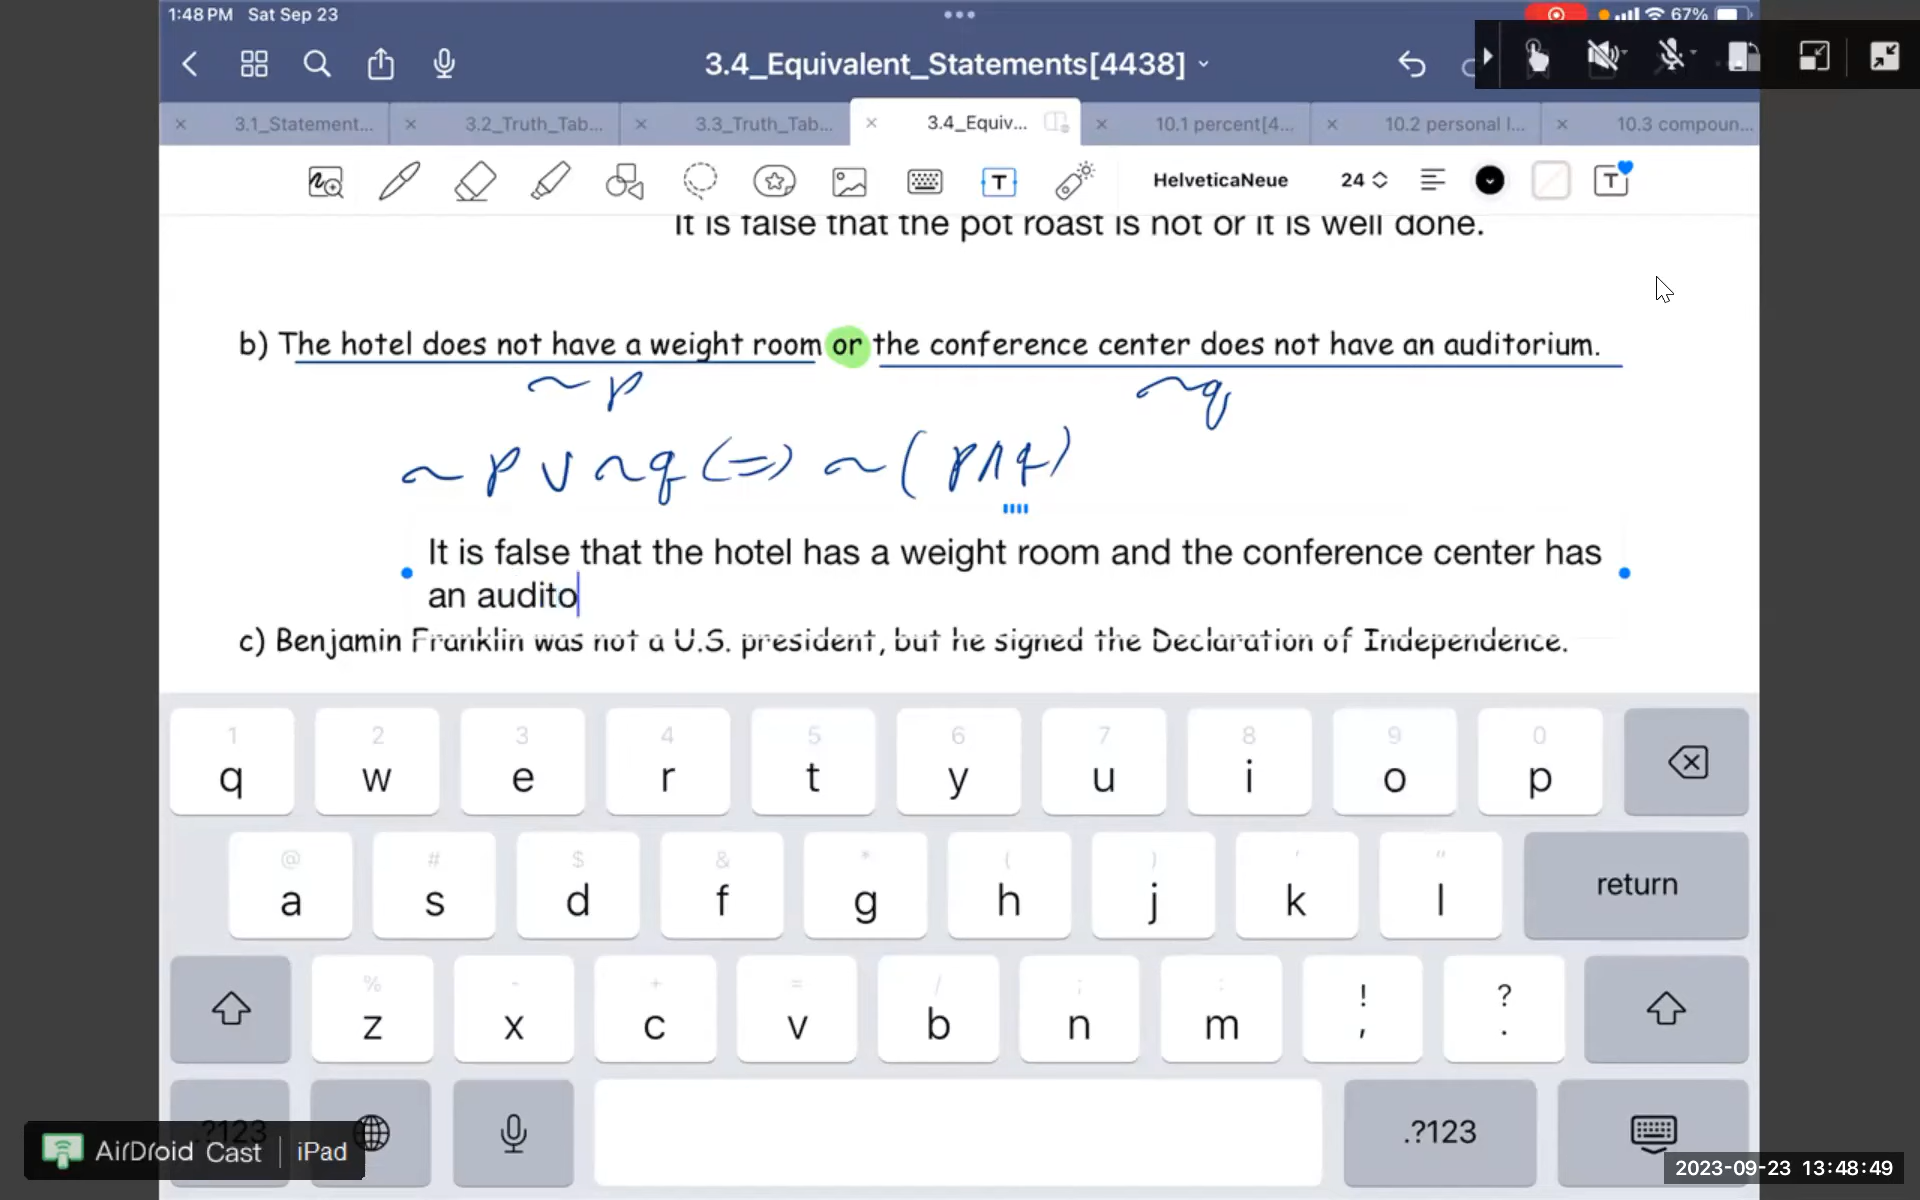 1:48 PM Sat Sep 23
67%
3.4_Equivalent_Statements[4438]
3.1_Statement...
3.2_Truth_Tab...
3.3_Truth_Tab...
3.4_Equiv...
10.1 percent[4...
10.2 personal l...
10.3 compoun...
HelveticaNeue
24
It is false that the pot roast is not or it is well done.
b) The hotel does not have a weight room or the conference center does not have an auditorium.
~p ~q
~p ∨ ~q (=) ~(p∧q)
It is false that the hotel has a weight room and the conference center has
an audito
c) Benjamin Franklin was not a U.S. president, but he signed the Declaration of Independence.
1 2 3 4 5 6 7 8 9 0
q w e r t y u i o p
@ # $ & * ( ) ' "
a s d f g h j k l
return
% - + = / ; : ! ?
z x c v b n m , .
.?123
.?123
AirDroid Cast | iPad
2023-09-23 13:48:49